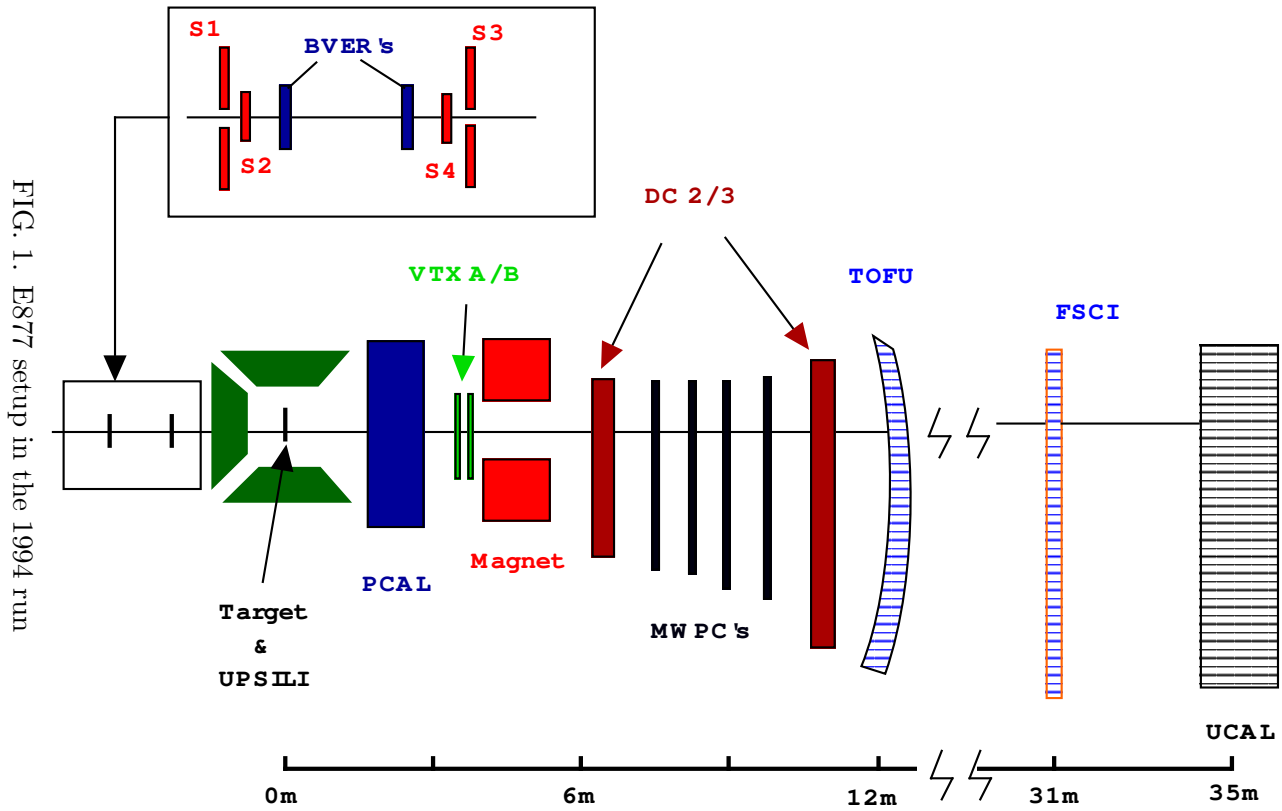 S1
BVER's
S3
S2
S4
DC 2/3
VTX A/B
TOFU
FSCI
Magnet
PCAL
Target
&
UPSILI
MWPC's
UCAL
0m
6m
12m
31m
35m
FIG. 1. E877 setup in the 1994 run